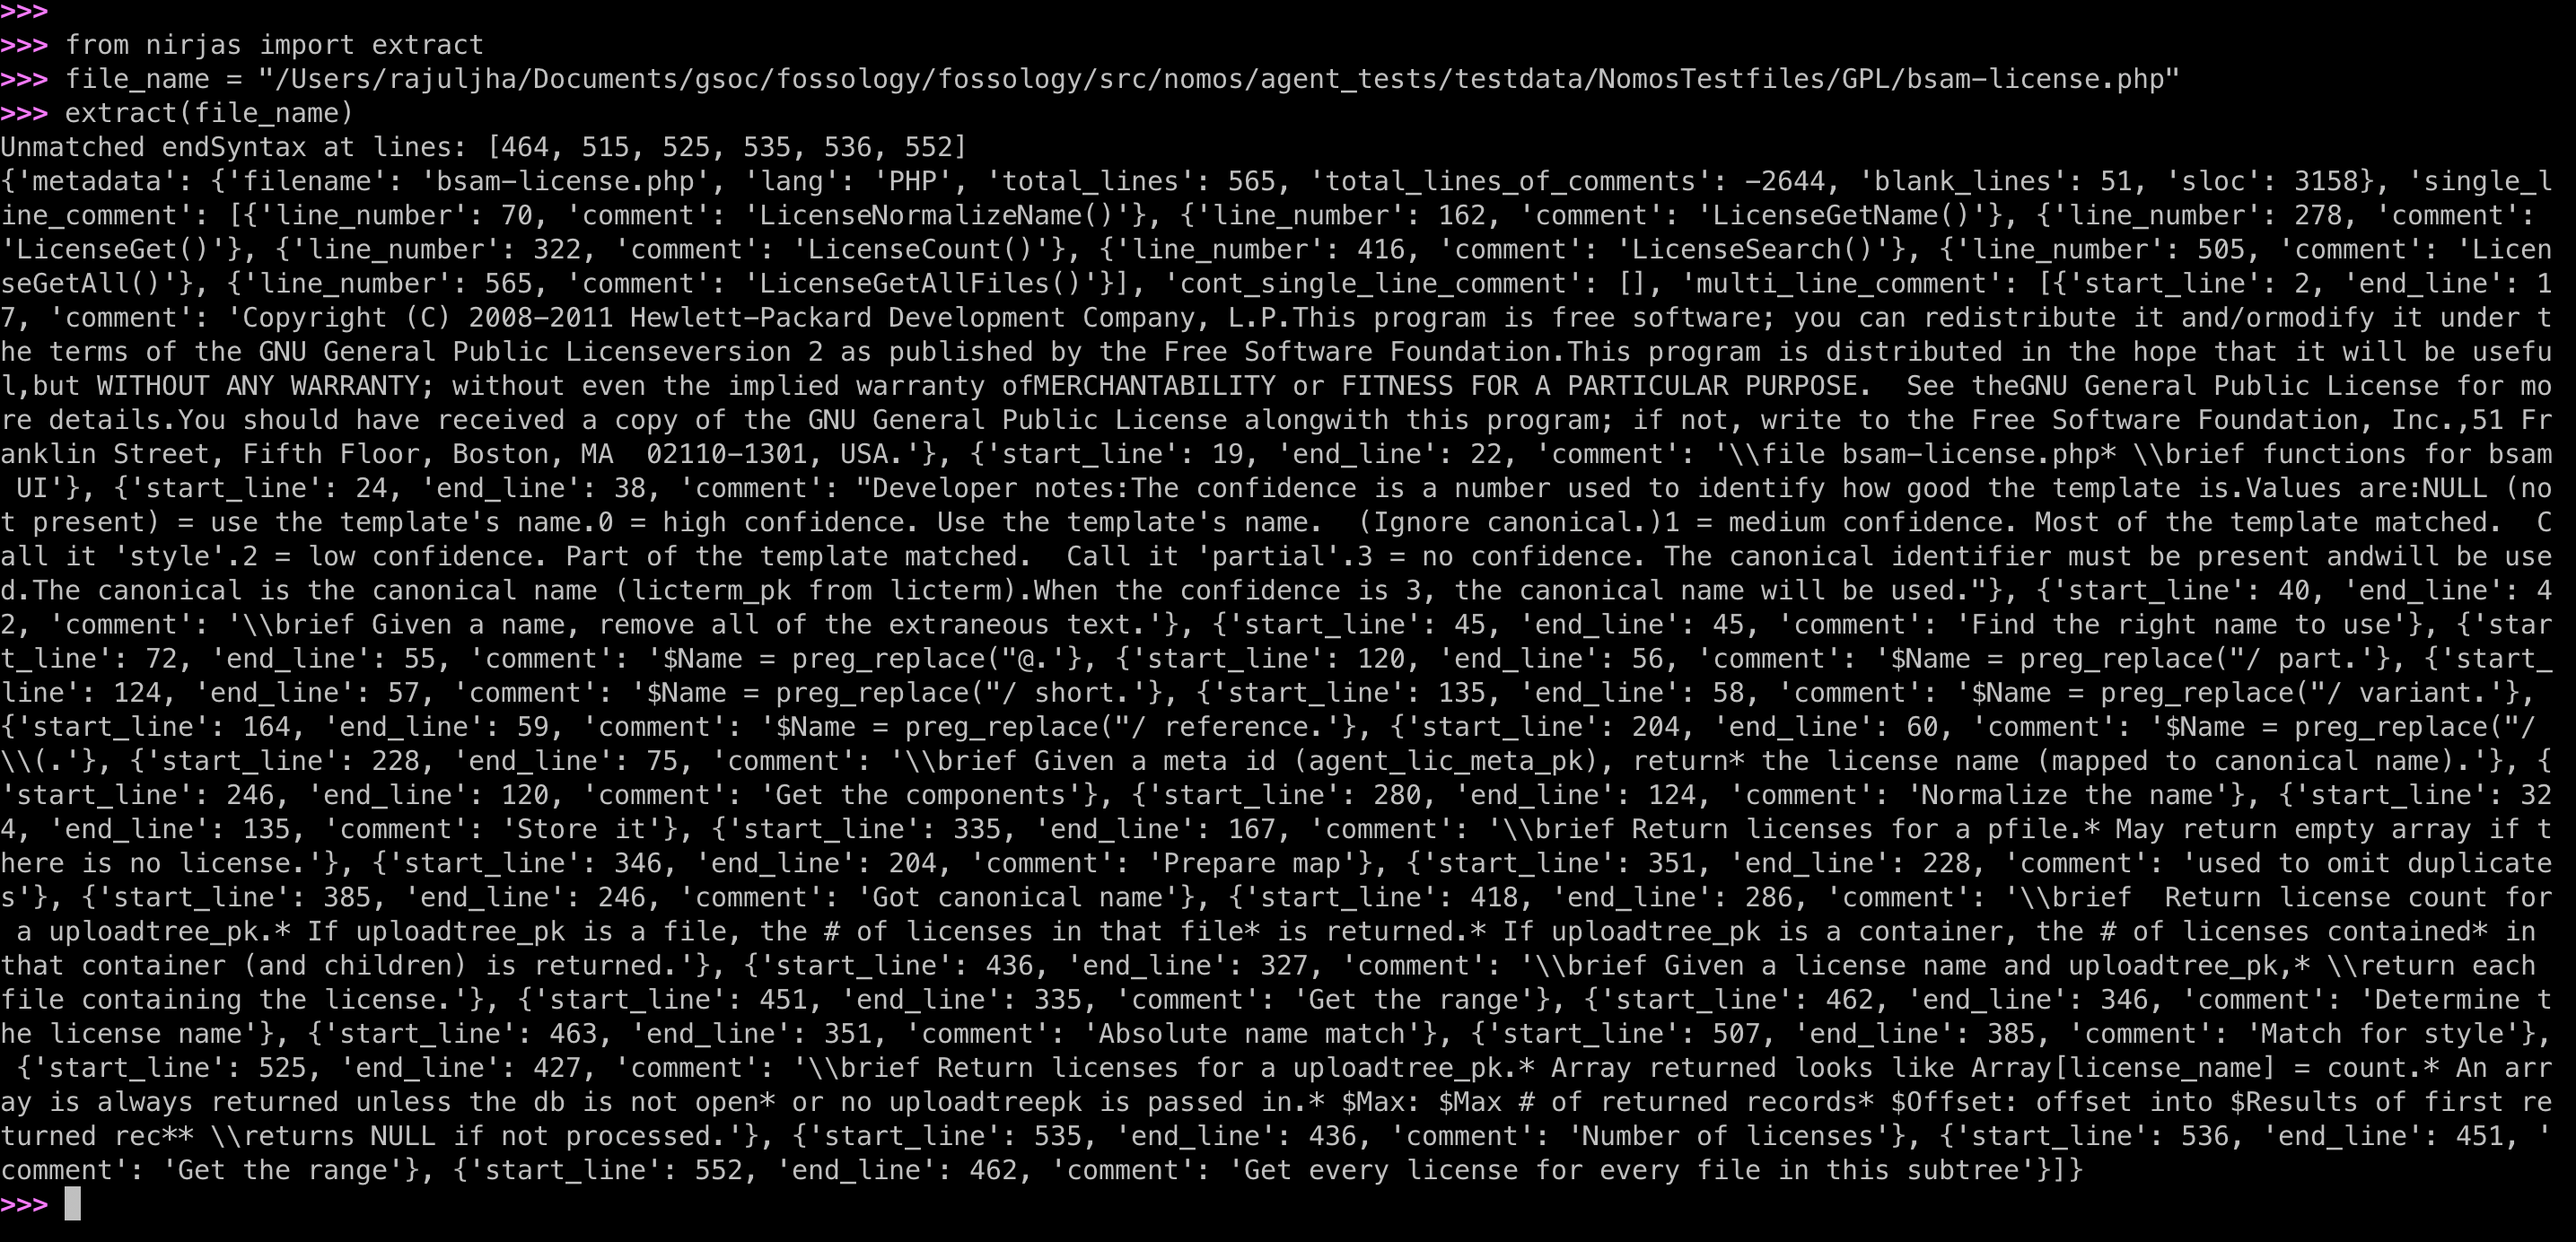 >>>
>>> from nirjas import extract
>>> file_name = "/Users/rajuljha/Documents/gsoc/fossology/fossology/src/nomos/agent_tests/testdata/NomosTestfiles/GPL/bsam-license.php"
>>> extract(file_name)
Unmatched endSyntax at lines: [464, 515, 525, 535, 536, 552]
{'metadata': {'filename': 'bsam-license.php', 'lang': 'PHP', 'total_lines': 565, 'total_lines_of_comments': -2644, 'blank_lines': 51, 'sloc': 3158}, 'single_l
ine_comment': [{'line_number': 70, 'comment': 'LicenseNormalizeName()'}, {'line_number': 162, 'comment': 'LicenseGetName()'}, {'line_number': 278, 'comment':
'LicenseGet()'}, {'line_number': 322, 'comment': 'LicenseCount()'}, {'line_number': 416, 'comment': 'LicenseSearch()'}, {'line_number': 505, 'comment': 'Licen
seGetAll()'}, {'line_number': 565, 'comment': 'LicenseGetAllFiles()'}], 'cont_single_line_comment': [], 'multi_line_comment': [{'start_line': 2, 'end_line': 1
7, 'comment': 'Copyright (C) 2008-2011 Hewlett-Packard Development Company, L.P.This program is free software; you can redistribute it and/ormodify it under t
he terms of the GNU General Public Licenseversion 2 as published by the Free Software Foundation.This program is distributed in the hope that it will be usefu
l,but WITHOUT ANY WARRANTY; without even the implied warranty ofMERCHANTABILITY or FITNESS FOR A PARTICULAR PURPOSE.  See theGNU General Public License for mo
re details.You should have received a copy of the GNU General Public License alongwith this program; if not, write to the Free Software Foundation, Inc.,51 Fr
anklin Street, Fifth Floor, Boston, MA  02110-1301, USA.'}, {'start_line': 19, 'end_line': 22, 'comment': '\\file bsam-license.php* \\brief functions for bsam
 UI'}, {'start_line': 24, 'end_line': 38, 'comment': "Developer notes:The confidence is a number used to identify how good the template is.Values are:NULL (no
t present) = use the template's name.0 = high confidence. Use the template's name.  (Ignore canonical.)1 = medium confidence. Most of the template matched.  C
all it 'style'.2 = low confidence. Part of the template matched.  Call it 'partial'.3 = no confidence. The canonical identifier must be present andwill be use
d.The canonical is the canonical name (licterm_pk from licterm).When the confidence is 3, the canonical name will be used."}, {'start_line': 40, 'end_line': 4
2, 'comment': '\\brief Given a name, remove all of the extraneous text.'}, {'start_line': 45, 'end_line': 45, 'comment': 'Find the right name to use'}, {'star
t_line': 72, 'end_line': 55, 'comment': '$Name = preg_replace("@.'}, {'start_line': 120, 'end_line': 56, 'comment': '$Name = preg_replace("/ part.'}, {'start_
line': 124, 'end_line': 57, 'comment': '$Name = preg_replace("/ short.'}, {'start_line': 135, 'end_line': 58, 'comment': '$Name = preg_replace("/ variant.'},
{'start_line': 164, 'end_line': 59, 'comment': '$Name = preg_replace("/ reference.'}, {'start_line': 204, 'end_line': 60, 'comment': '$Name = preg_replace("/
\\(.'}, {'start_line': 228, 'end_line': 75, 'comment': '\\brief Given a meta id (agent_lic_meta_pk), return* the license name (mapped to canonical name).'}, {
'start_line': 246, 'end_line': 120, 'comment': 'Get the components'}, {'start_line': 280, 'end_line': 124, 'comment': 'Normalize the name'}, {'start_line': 32
4, 'end_line': 135, 'comment': 'Store it'}, {'start_line': 335, 'end_line': 167, 'comment': '\\brief Return licenses for a pfile.* May return empty array if t
here is no license.'}, {'start_line': 346, 'end_line': 204, 'comment': 'Prepare map'}, {'start_line': 351, 'end_line': 228, 'comment': 'used to omit duplicate
s'}, {'start_line': 385, 'end_line': 246, 'comment': 'Got canonical name'}, {'start_line': 418, 'end_line': 286, 'comment': '\\brief  Return license count for
 a uploadtree_pk.* If uploadtree_pk is a file, the # of licenses in that file* is returned.* If uploadtree_pk is a container, the # of licenses contained* in
that container (and children) is returned.'}, {'start_line': 436, 'end_line': 327, 'comment': '\\brief Given a license name and uploadtree_pk,* \\return each
file containing the license.'}, {'start_line': 451, 'end_line': 335, 'comment': 'Get the range'}, {'start_line': 462, 'end_line': 346, 'comment': 'Determine t
he license name'}, {'start_line': 463, 'end_line': 351, 'comment': 'Absolute name match'}, {'start_line': 507, 'end_line': 385, 'comment': 'Match for style'},
 {'start_line': 525, 'end_line': 427, 'comment': '\\brief Return licenses for a uploadtree_pk.* Array returned looks like Array[license_name] = count.* An arr
ay is always returned unless the db is not open* or no uploadtreepk is passed in.* $Max: $Max # of returned records* $Offset: offset into $Results of first re
turned rec** \\returns NULL if not processed.'}, {'start_line': 535, 'end_line': 436, 'comment': 'Number of licenses'}, {'start_line': 536, 'end_line': 451, '
comment': 'Get the range'}, {'start_line': 552, 'end_line': 462, 'comment': 'Get every license for every file in this subtree'}]}
>>>